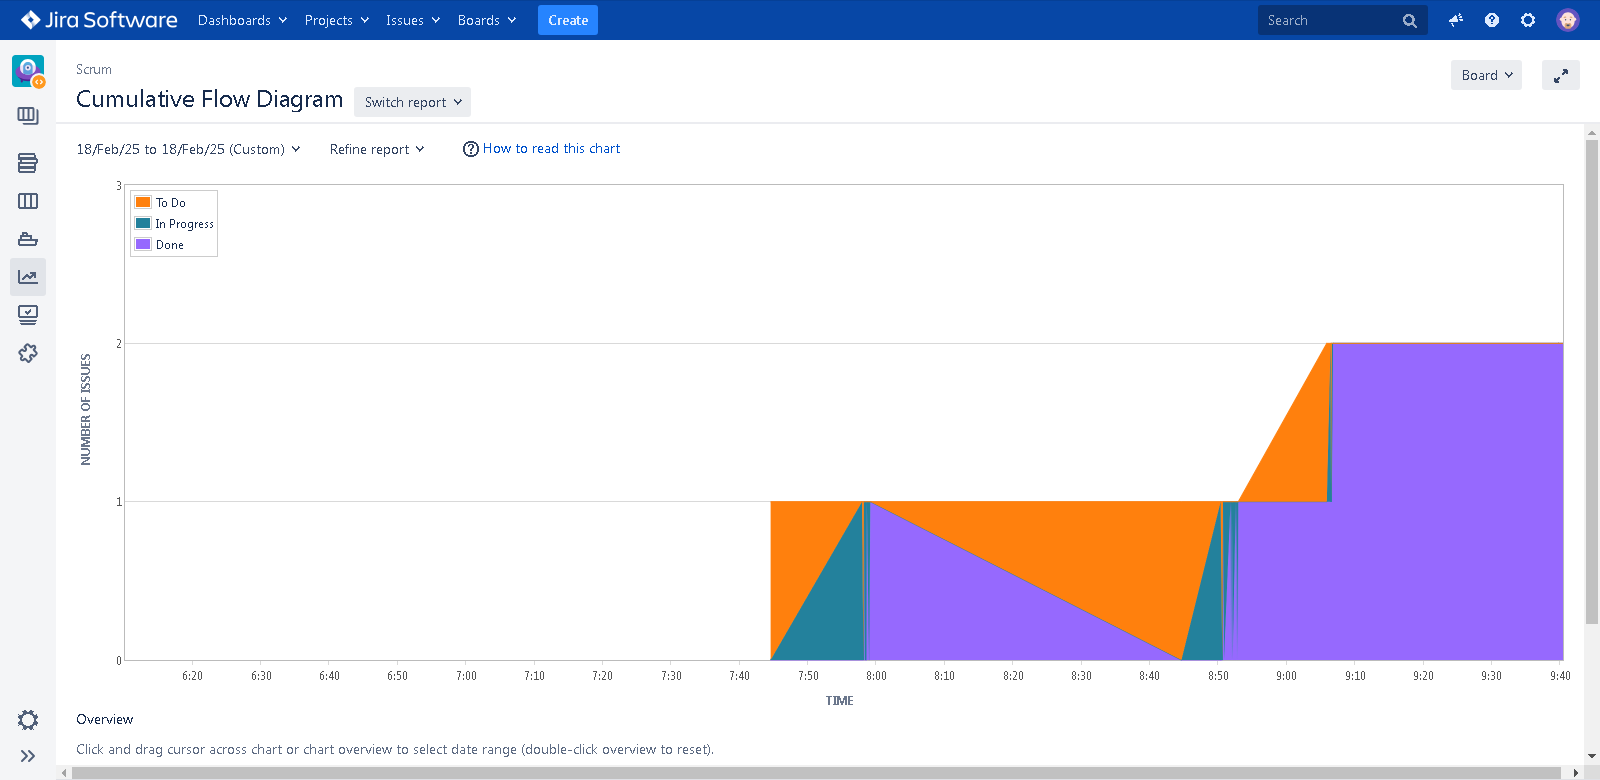 Jira Software Dashboards Projects Issues Boards Create Search
Scrum
Cumulative Flow Diagram Switch report Board
18/Feb/25 to 18/Feb/25 (Custom) Refine report How to read this chart
To Do
In Progress
Done
NUMBER OF ISSUES
3
2
1
0
6:20 6:30 6:40 6:50 7:00 7:10 7:20 7:30 7:40 7:50 8:00 8:10 8:20 8:30 8:40 8:50 9:00 9:10 9:20 9:30 9:40
TIME
Overview
Click and drag cursor across chart or chart overview to select date range (double-click overview to reset).